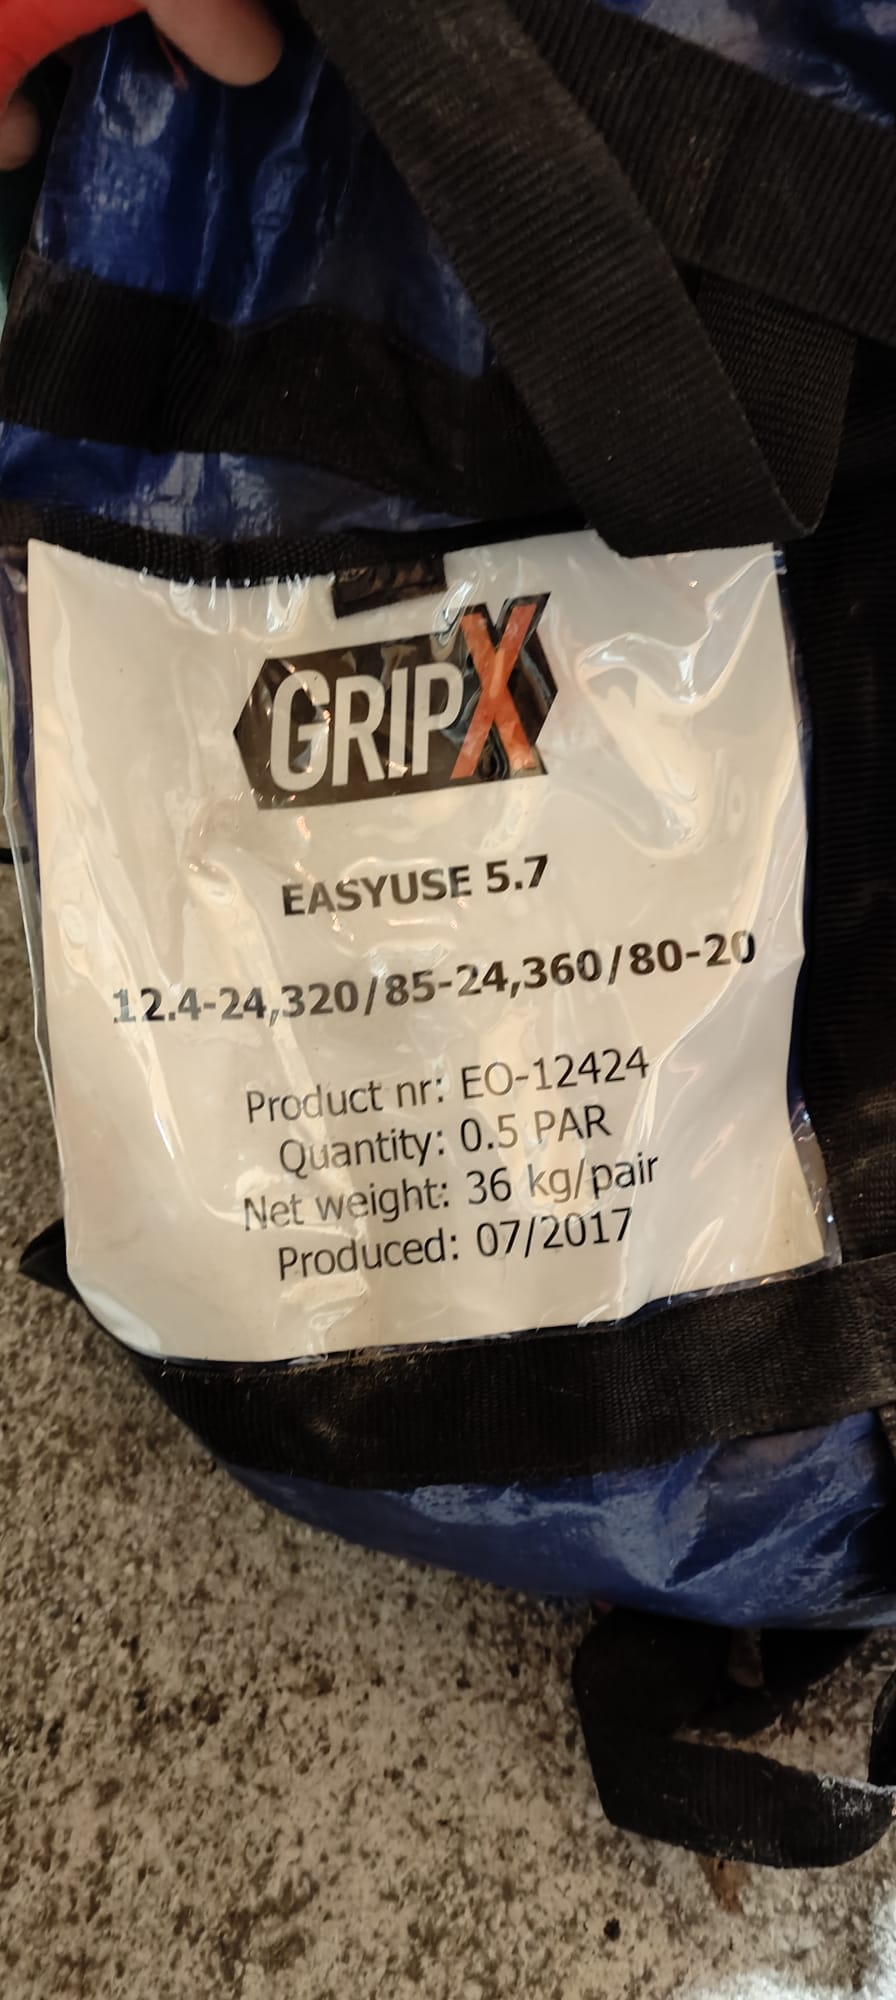 GRIPX
EASYUSE 5.7
12.4-24,320/85-24,360/80-20
Product nr: EO-12424
Quantity: 0.5 PAR
Net weight: 36 kg/pair
Produced: 07/2017